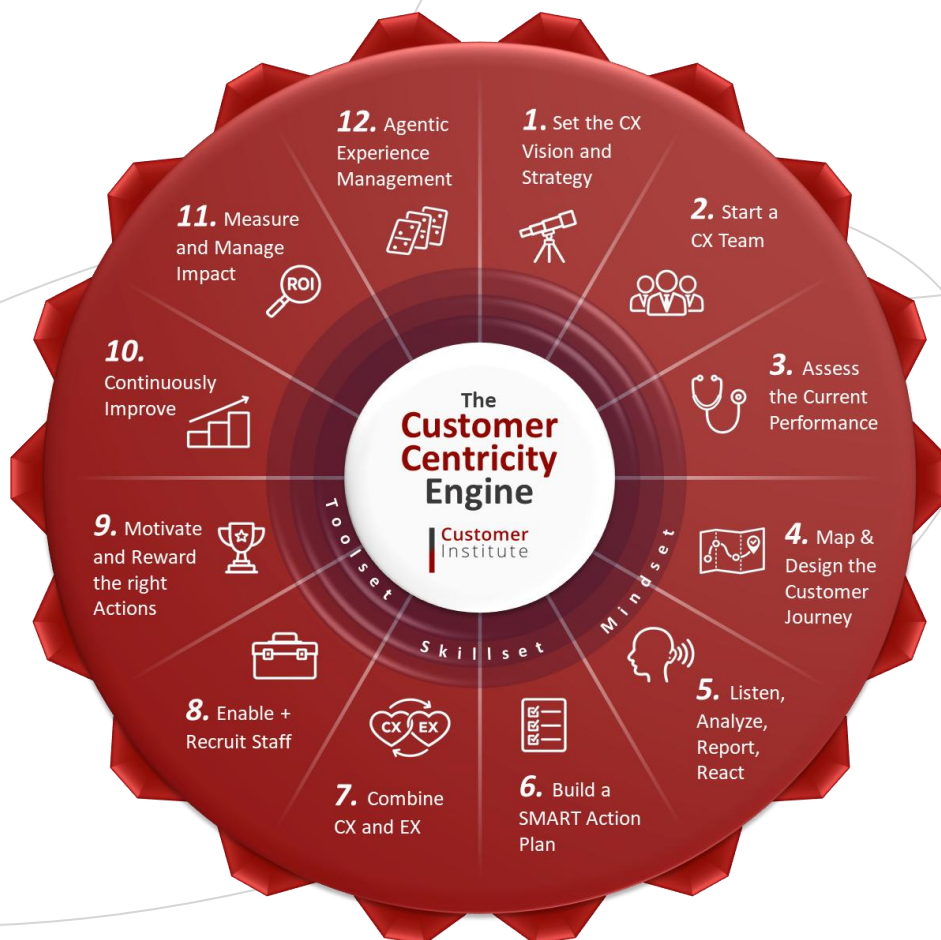 The
Customer
Centricity
Engine
Customer
Institute
1. Set the CX
Vision and
Strategy
2. Start a
CX Team
3. Assess
the Current
Performance
4. Map &
Design the
Customer
Journey
5. Listen,
Analyze,
Report,
React
6. Build a
SMART Action
Plan
7. Combine
CX and EX
CX EX
8. Enable +
Recruit Staff
9. Motivate
and Reward
the right
Actions
10.
Continuously
Improve
11. Measure
and Manage
Impact
ROI
12. Agentic
Experience
Management
Toolset
Skillset
Mindset